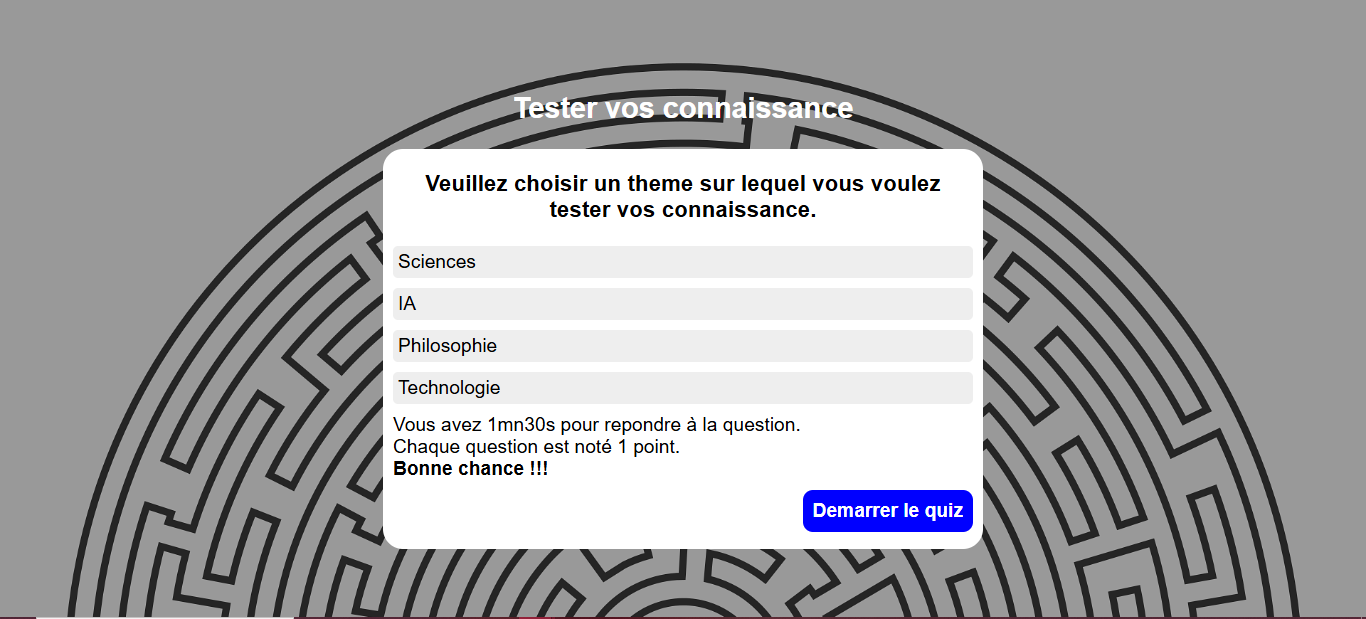 Tester vos connaissance
Veuillez choisir un theme sur lequel vous voulez
tester vos connaissance.
Sciences
IA
Philosophie
Technologie
Vous avez 1mn30s pour repondre à la question.
Chaque question est noté 1 point.
Bonne chance !!!
Demarrer le quiz